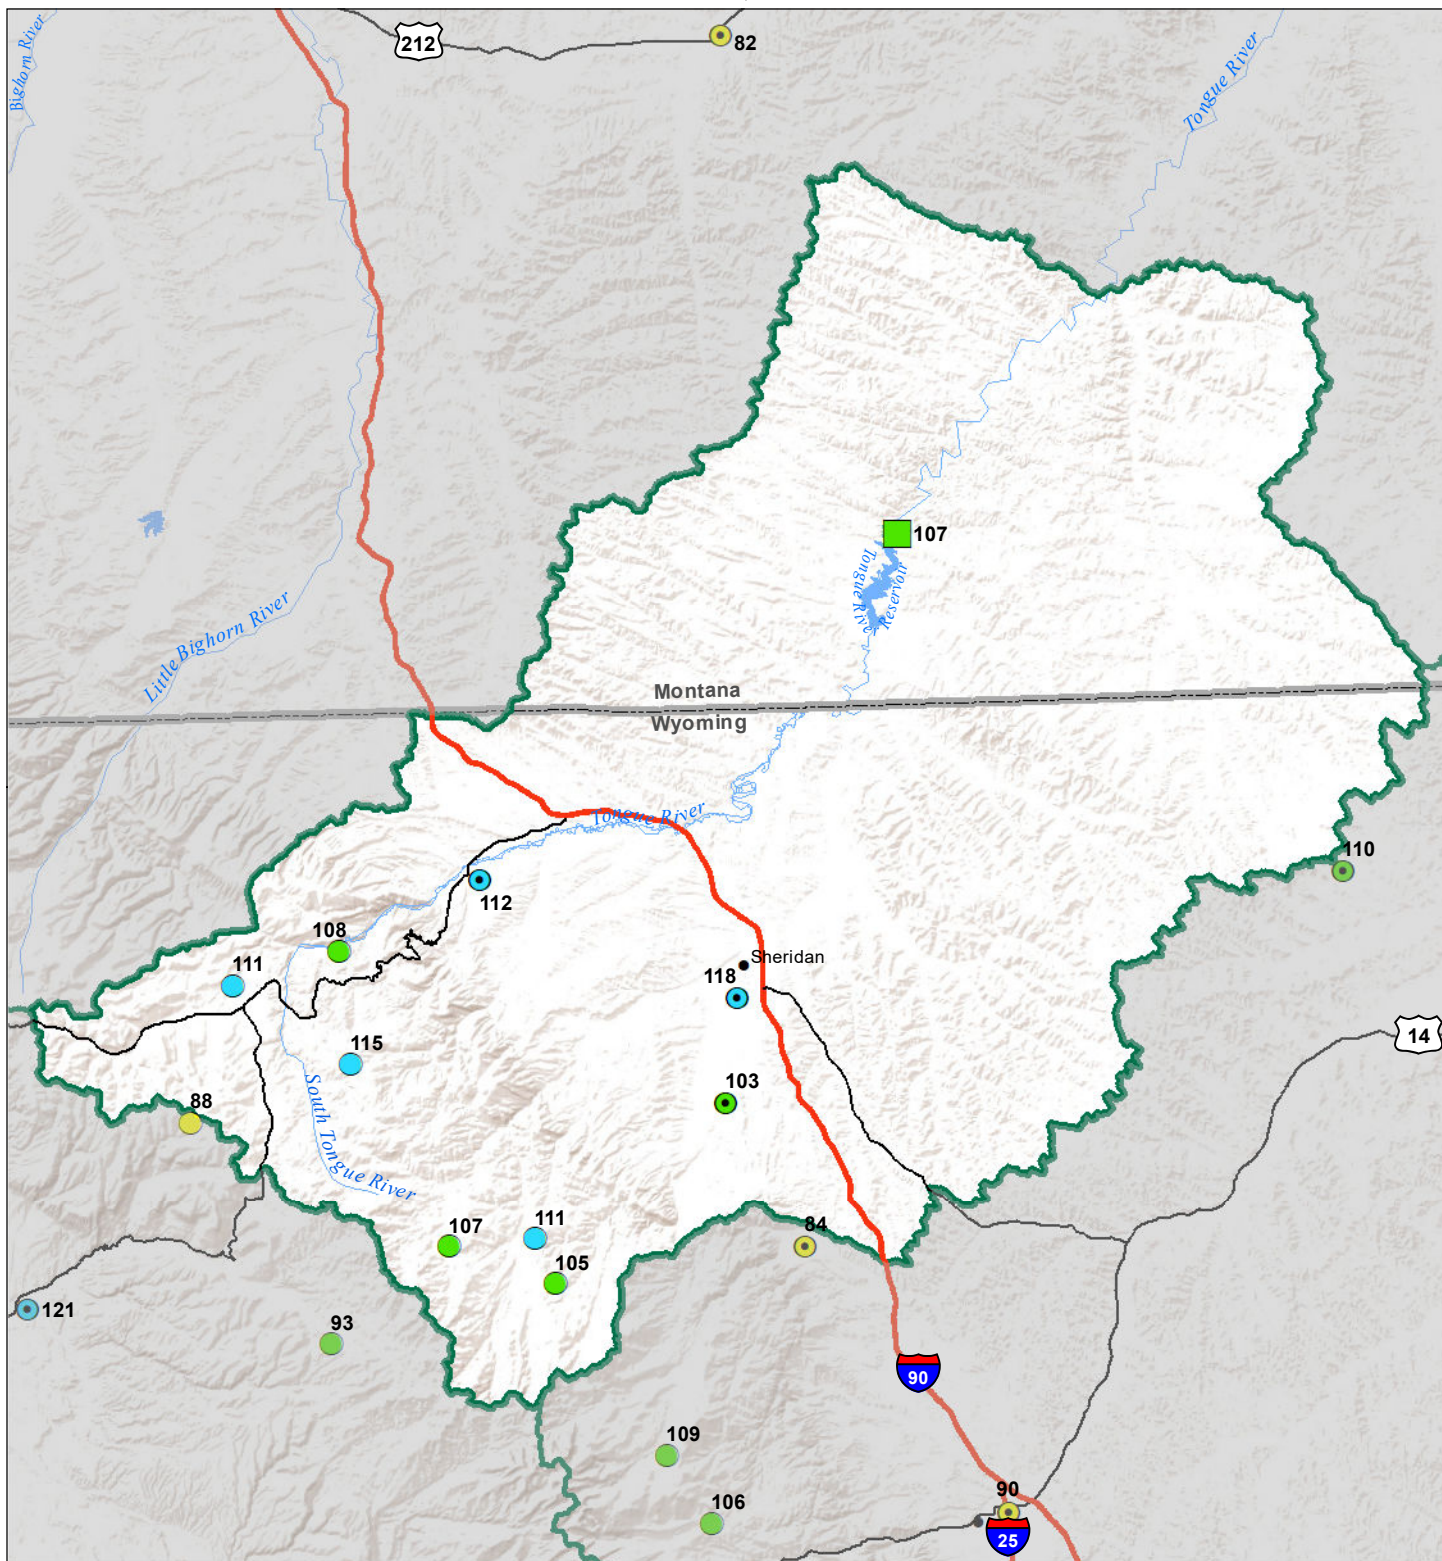 212
82
Bighorn River
Tongue River
107
Tongue River
Reservoir
Little Bighorn River
Montana
Wyoming
Tongue River
110
112
108
111
Sheridan
118
14
115
103
88
South Tongue River
107
111
84
105
121
93
90
109
90
106
25